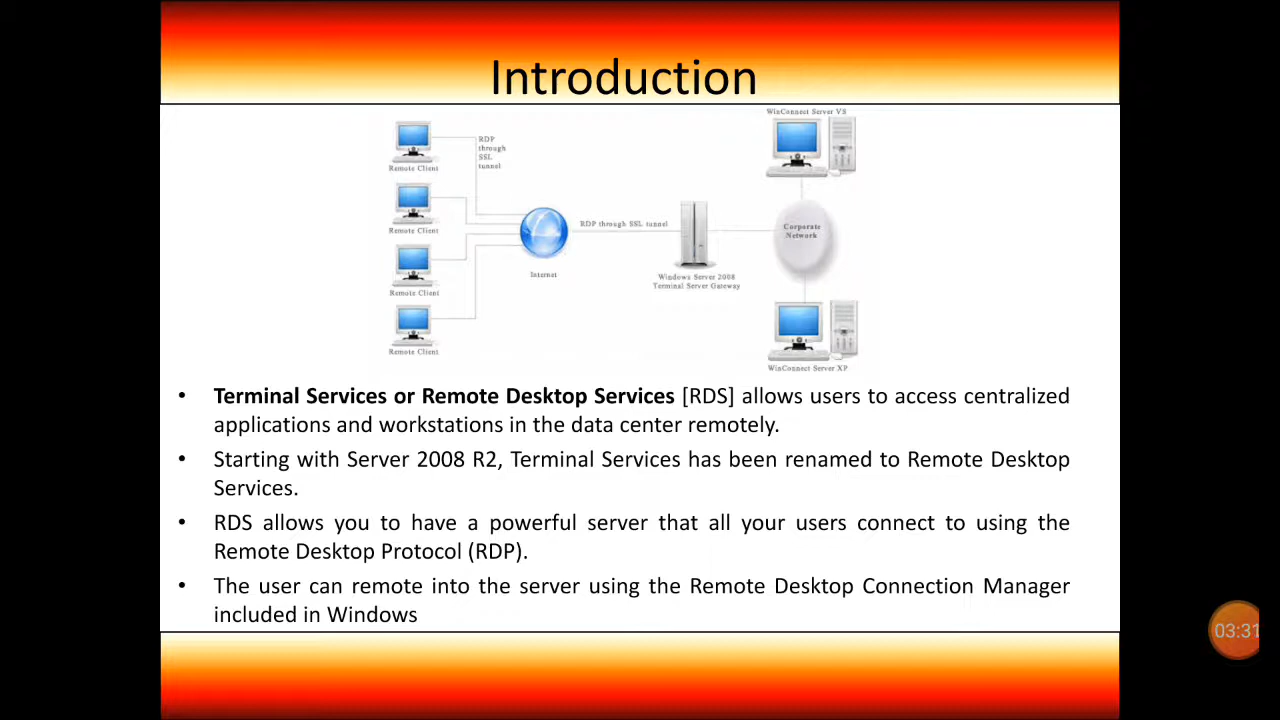 Introduction
WinConnect Server VS
RDP
through
SSL
tunnel
Remote Client
Remote Client
RDP through SSL tunnel
Corporate
Network
Internet
Windows Server 2008
Terminal Server Gateway
Remote Client
Remote Client
WinConnect Server XP
• Terminal Services or Remote Desktop Services [RDS] allows users to access centralized
applications and workstations in the data center remotely.
• Starting with Server 2008 R2, Terminal Services has been renamed to Remote Desktop
Services.
• RDS allows you to have a powerful server that all your users connect to using the
Remote Desktop Protocol (RDP).
• The user can remote into the server using the Remote Desktop Connection Manager
included in Windows
03:31